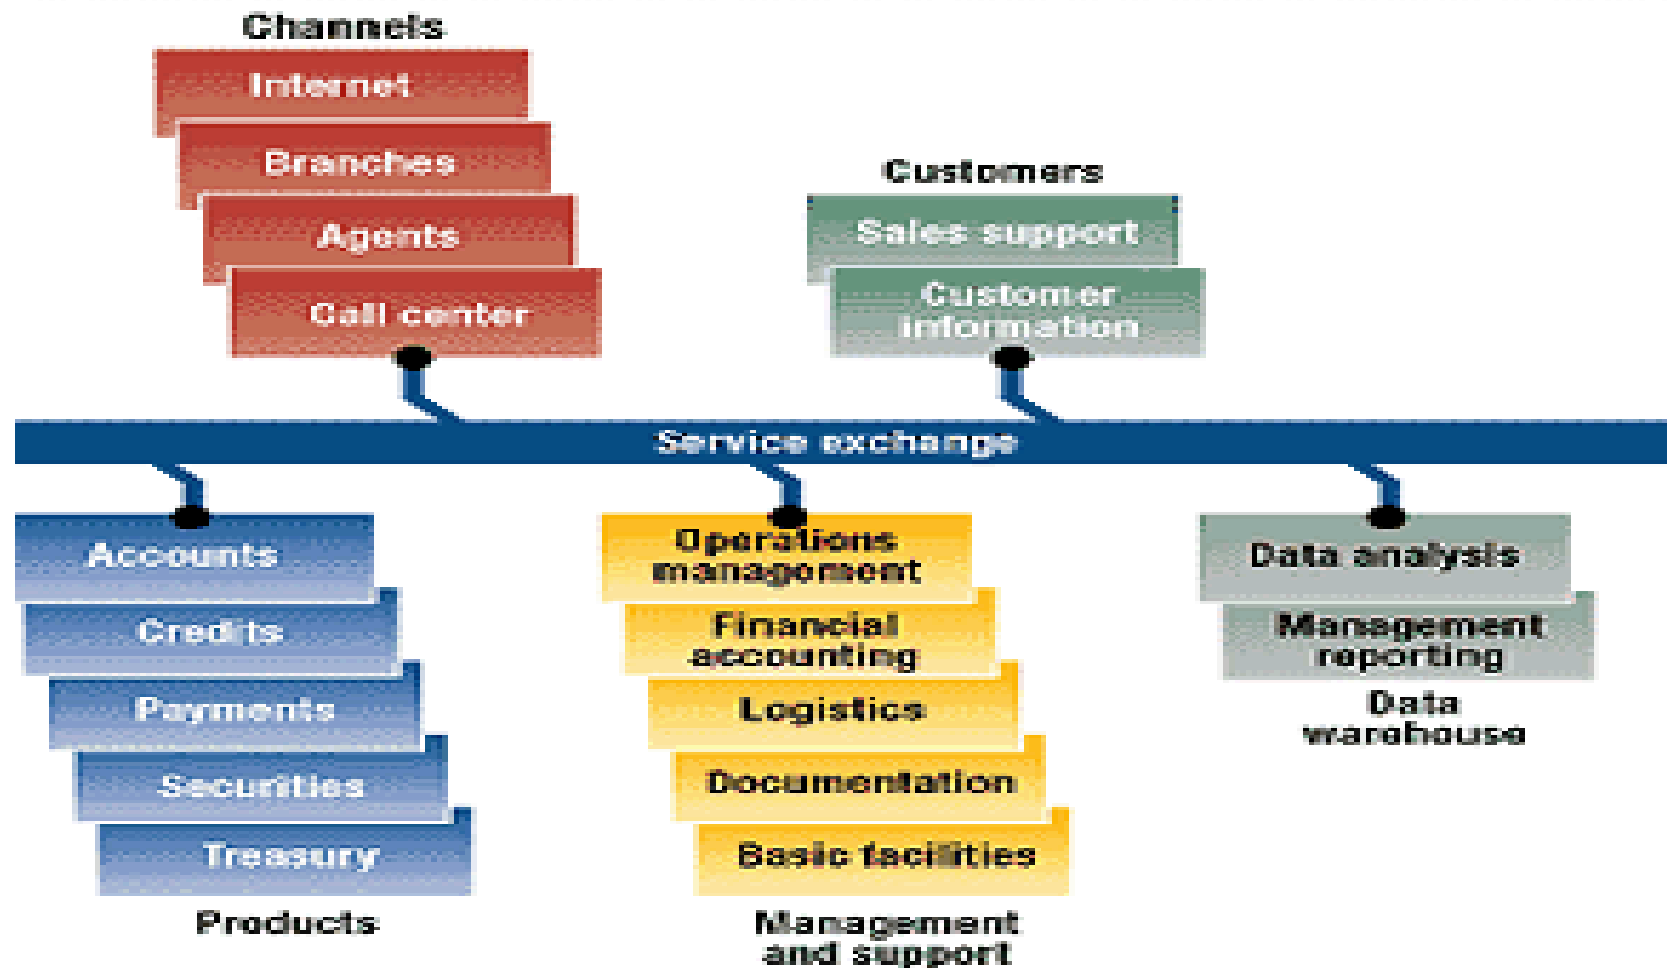 Channels
Internet
Branches
Agents
Call center
Customers
Sales support
Customer
information
Service exchange
Accounts
Credits
Payments
Securities
Treasury
Products
Operations
management
Financial
accounting
Logistics
Documentation
Basic facilities
Management
and support
Data analysis
Management
reporting
Data
warehouse